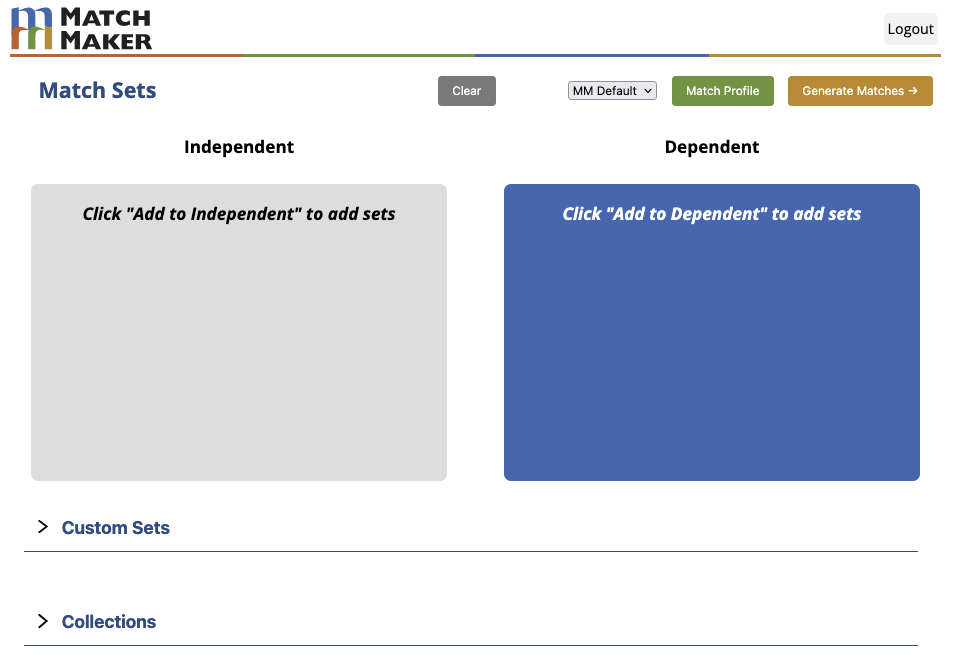 MATCH
MAKER
Logout
Match Sets
Clear
MM Default
Match Profile
Generate Matches →
Independent
Dependent
Click "Add to Independent" to add sets
Click "Add to Dependent" to add sets
Custom Sets
Collections